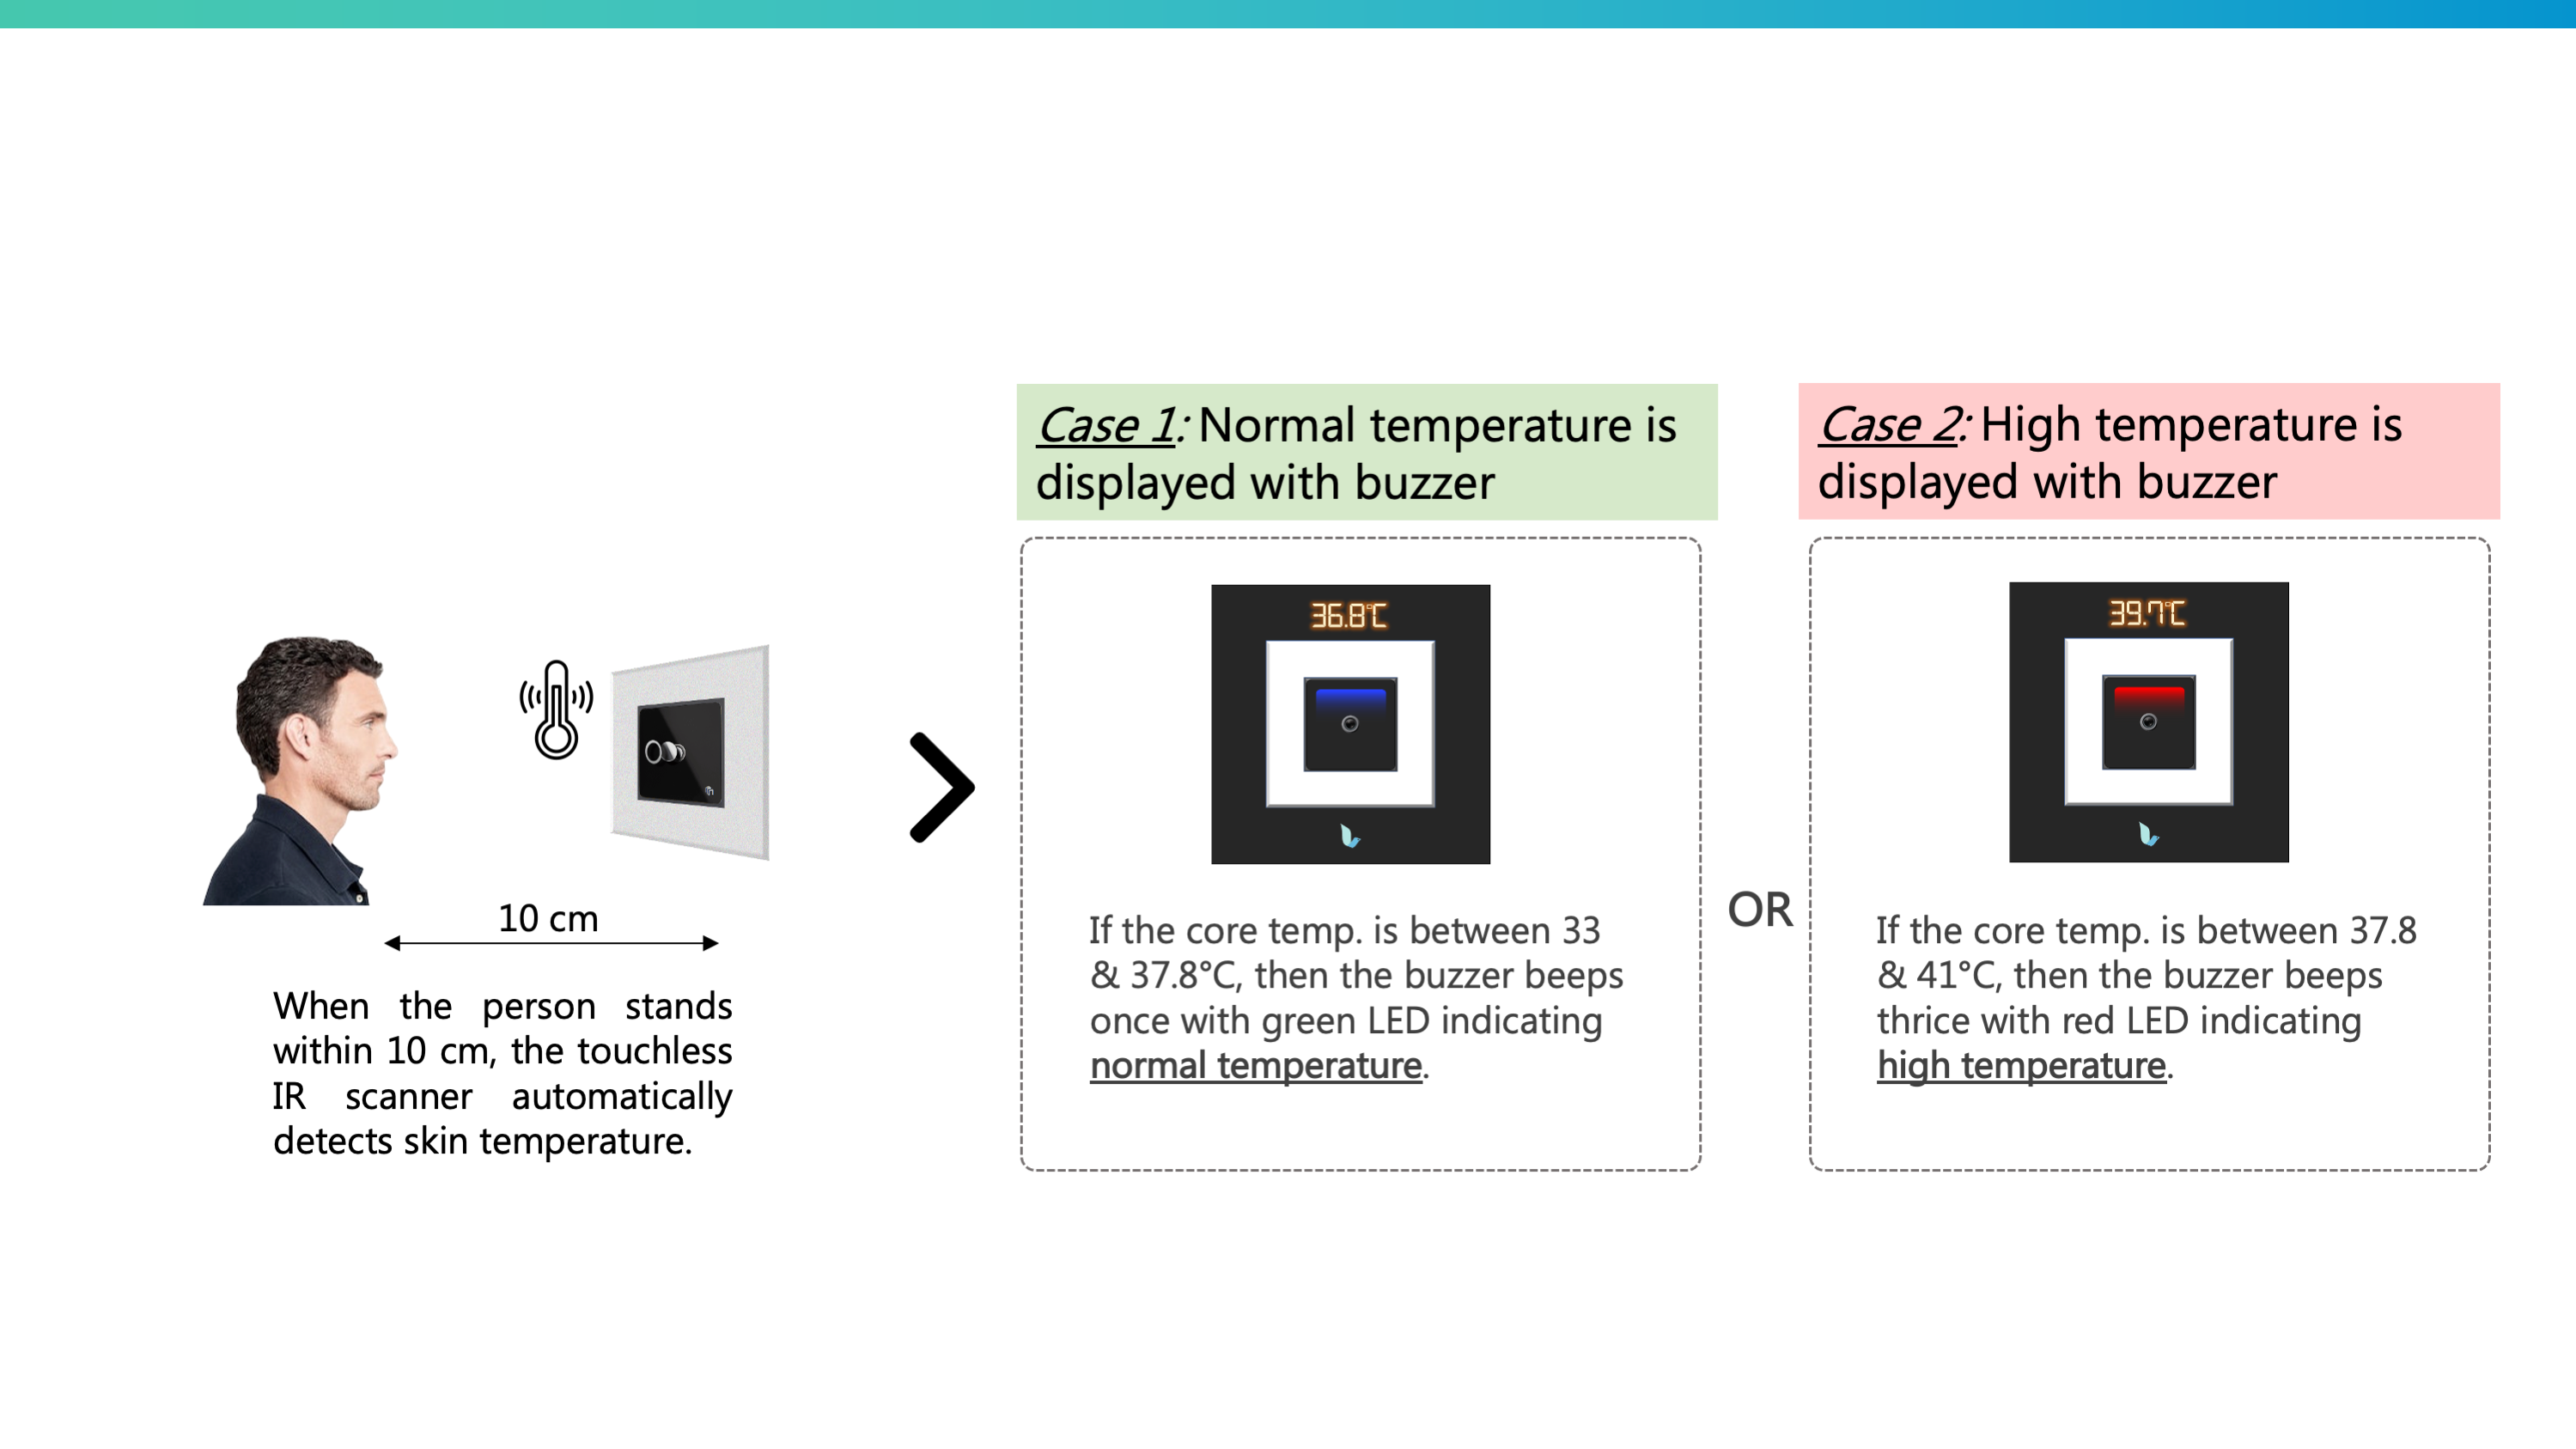 10 cm
When the person stands
within 10 cm, the touchless
IR scanner automatically
detects skin temperature.
Case 1: Normal temperature is
displayed with buzzer
36.8°C
If the core temp. is between 33
& 37.8°C, then the buzzer beeps
once with green LED indicating
normal temperature.
OR
Case 2: High temperature is
displayed with buzzer
39.7°C
If the core temp. is between 37.8
& 41°C, then the buzzer beeps
thrice with red LED indicating
high temperature.